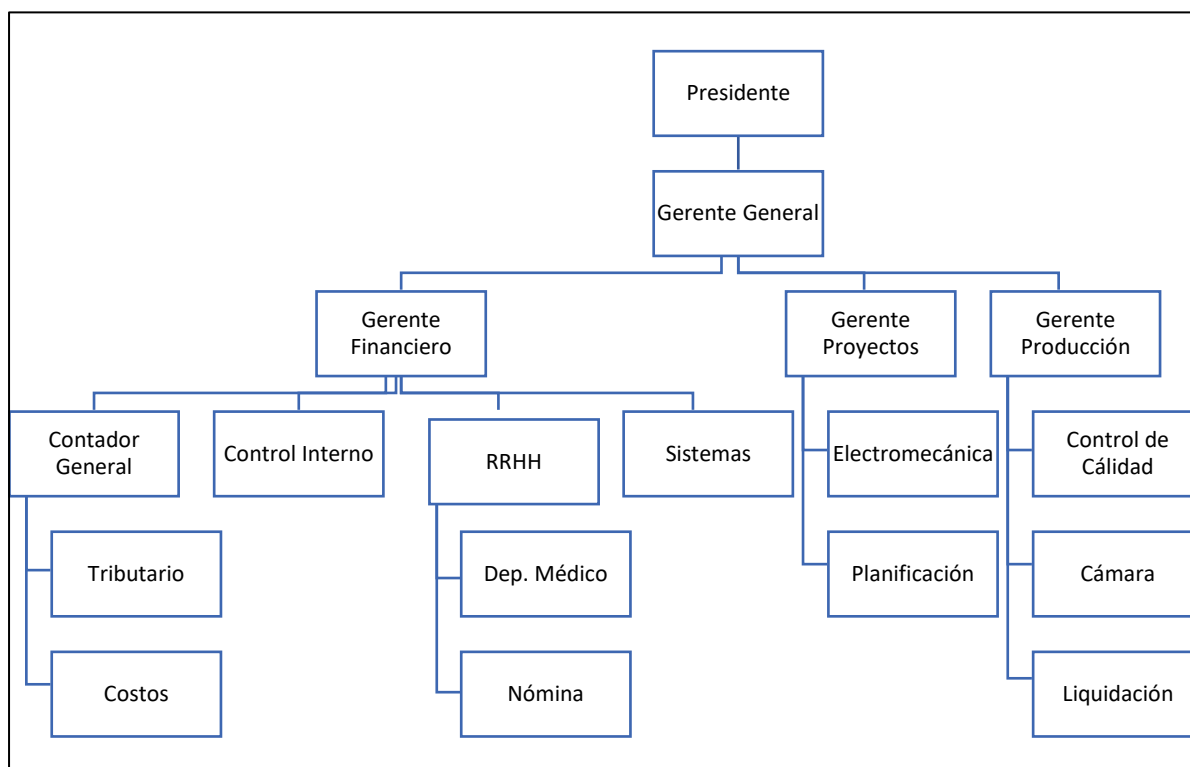 Presidente
Gerente General
Gerente
Financiero
Gerente
Proyectos
Gerente
Producción
Contador
General
Control Interno
RRHH
Sistemas
Electromecánica
Control de
Cálidad
Tributario
Dep. Médico
Planificación
Cámara
Costos
Nómina
Liquidación